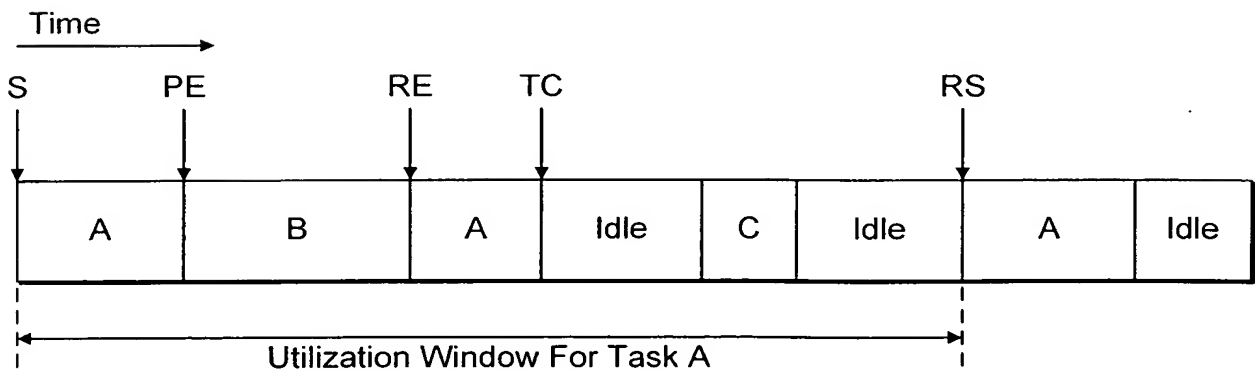 Time
S PE RE TC RS
A B A Idle C Idle A Idle
Utilization Window For Task A